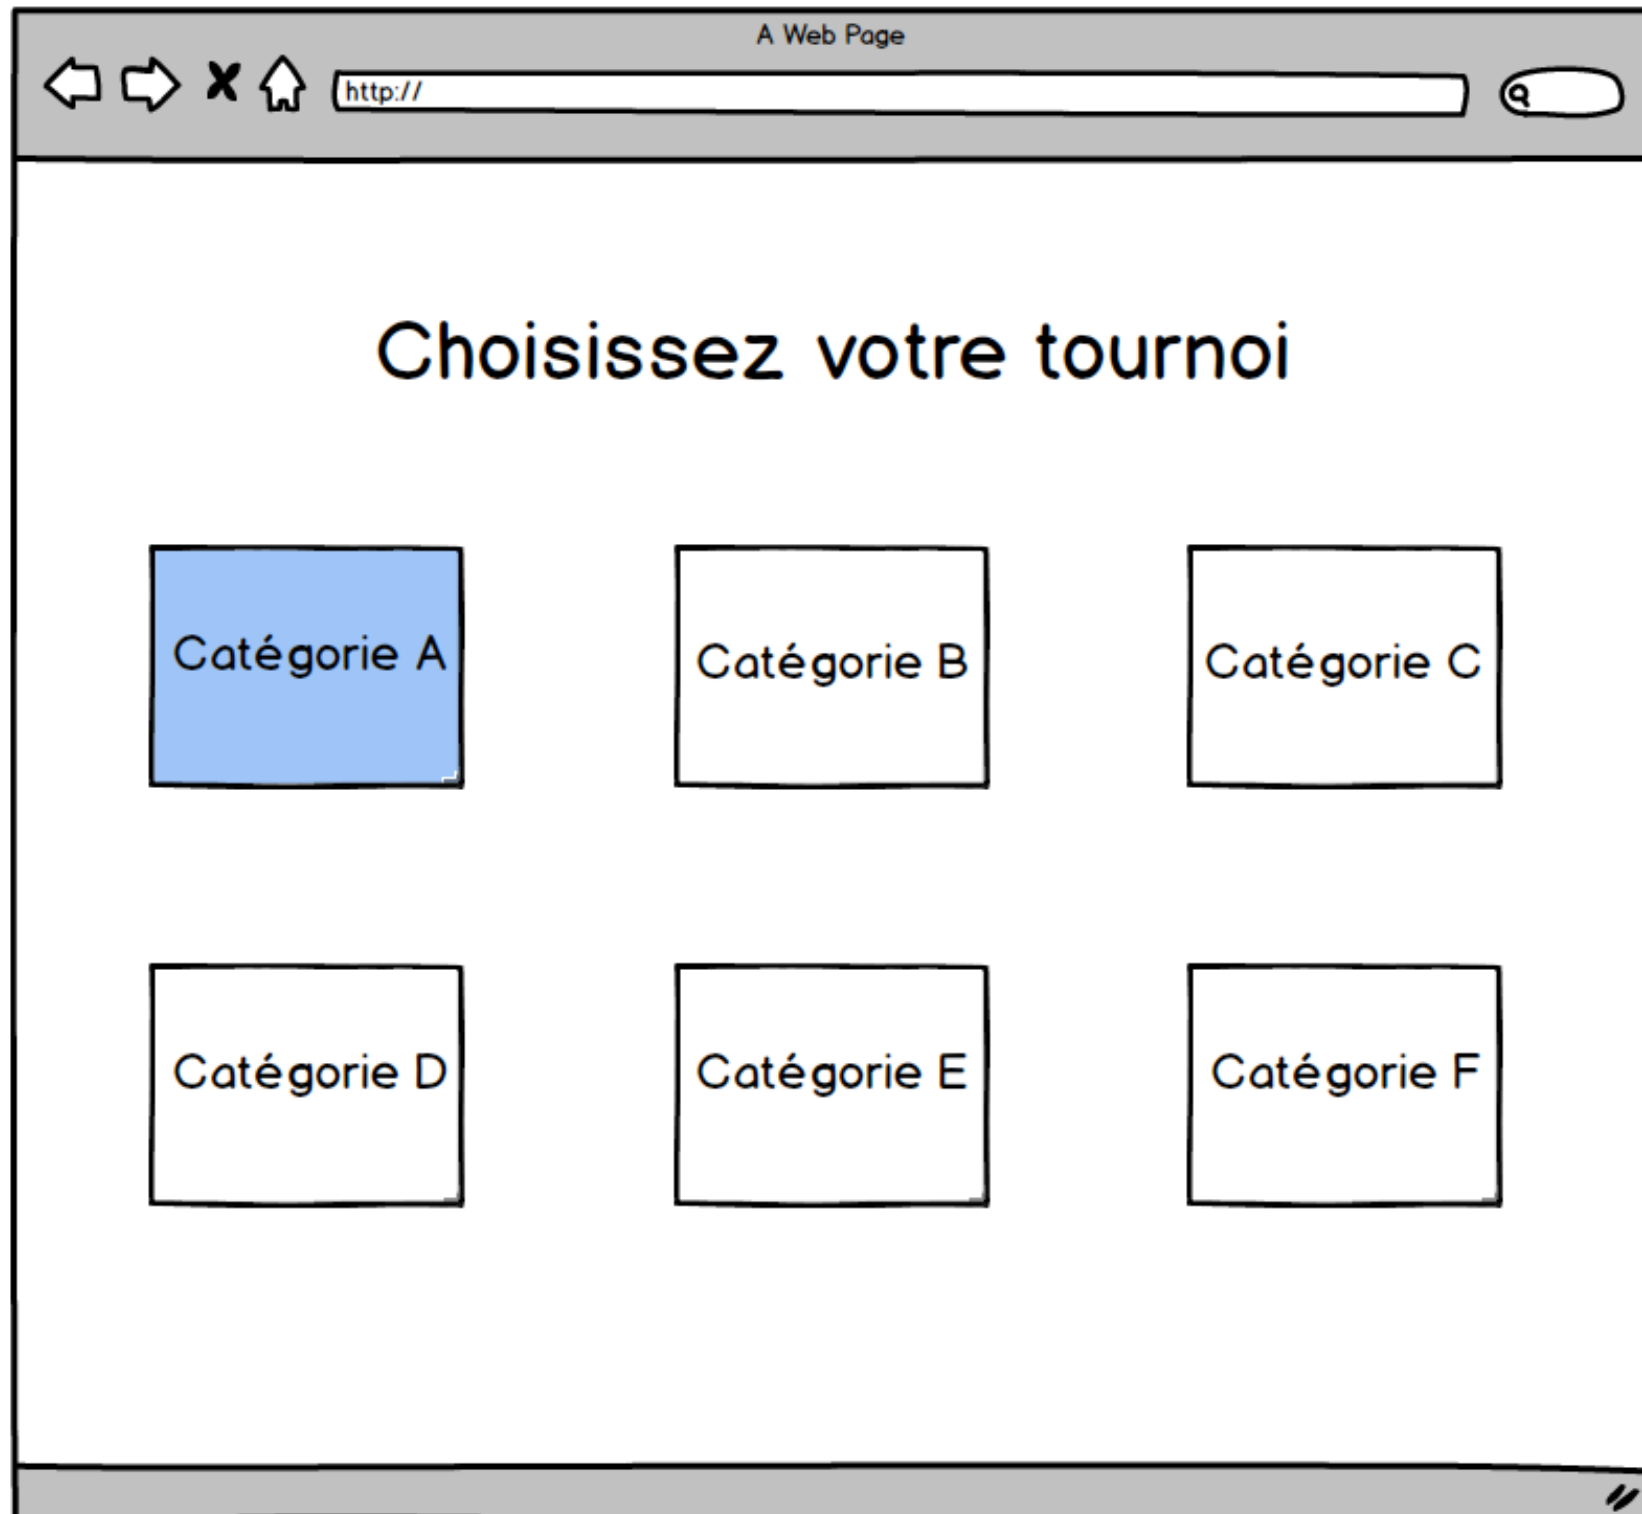 A Web Page
http://
Choisissez votre tournoi
Catégorie A
Catégorie B
Catégorie C
Catégorie D
Catégorie E
Catégorie F